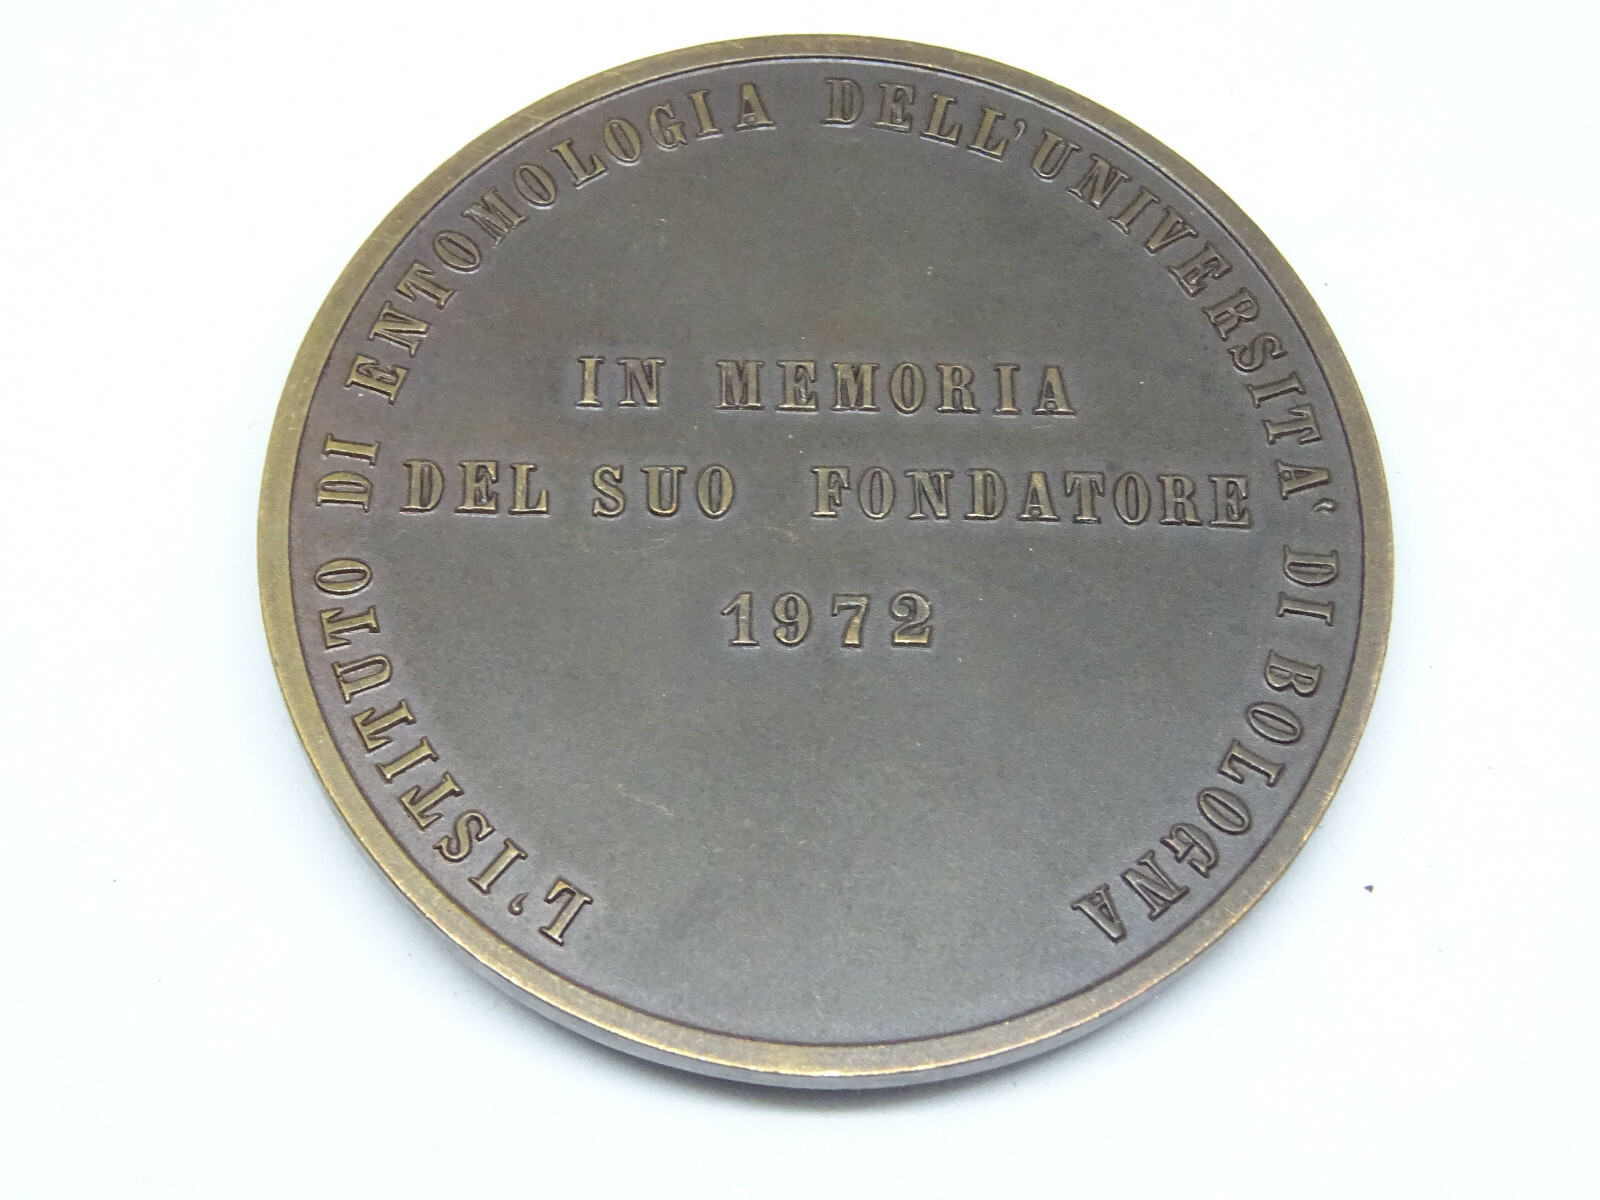 L'ISTITUTO DI ENTOMOLOGIA DELL'UNIVERSITA' DI BOLOGNA
IN MEMORIA
DEL SUO FONDATORE
1972